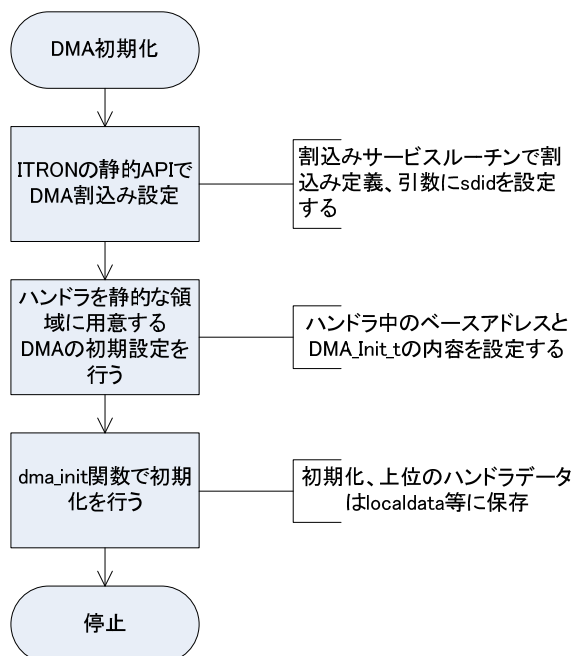 DMA初期化
ITRONの静的APIで
DMA割込み設定
割込みサービスルーチンで割
込み定義、引数にsdidを設定
する
ハンドラを静的な領
域に用意する
DMAの初期設定を
行う
ハンドラ中のベースアドレスと
DMA_Init_tの内容を設定する
dma_init関数で初期
化を行う
初期化、上位のハンドラデータ
はlocaldata等に保存
停止